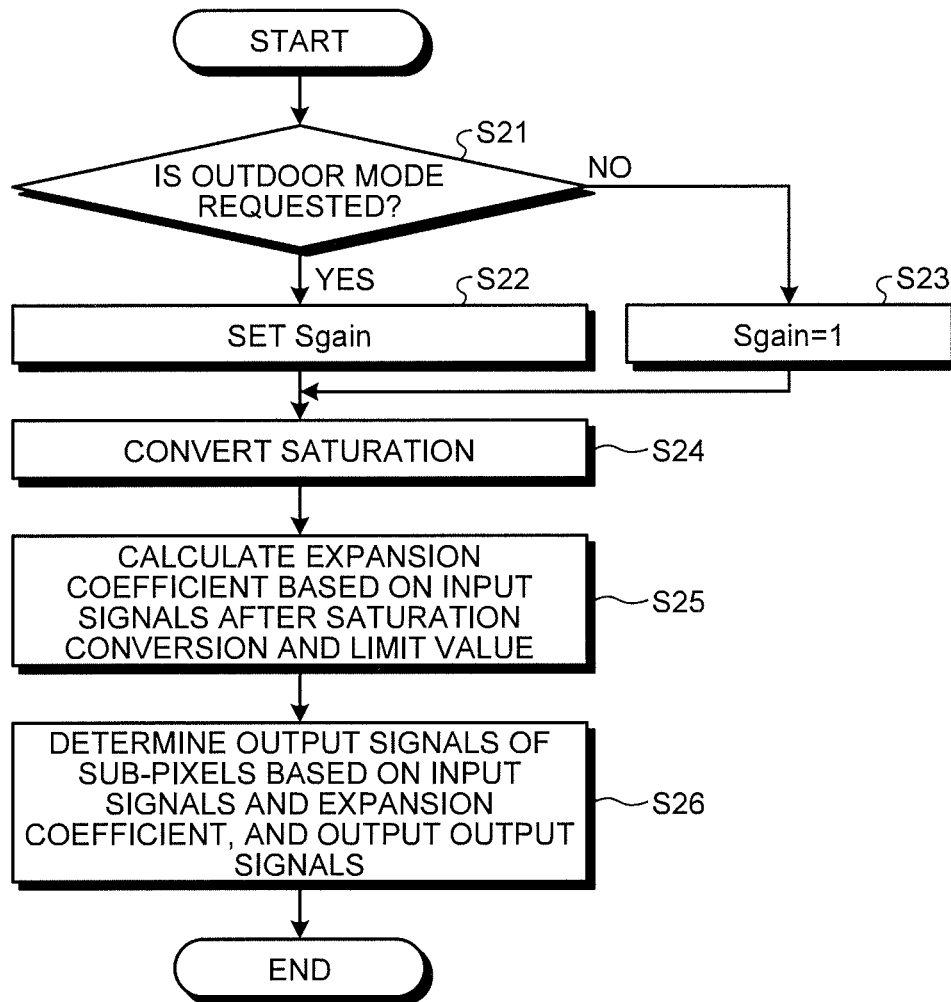 START
S21
IS OUTDOOR MODE
REQUESTED?
NO
YES
S22
SET Sgain
S23
Sgain=1
CONVERT SATURATION
S24
CALCULATE EXPANSION
COEFFICIENT BASED ON INPUT
SIGNALS AFTER SATURATION
CONVERSION AND LIMIT VALUE
S25
DETERMINE OUTPUT SIGNALS OF
SUB-PIXELS BASED ON INPUT
SIGNALS AND EXPANSION
COEFFICIENT, AND OUTPUT OUTPUT
SIGNALS
S26
END